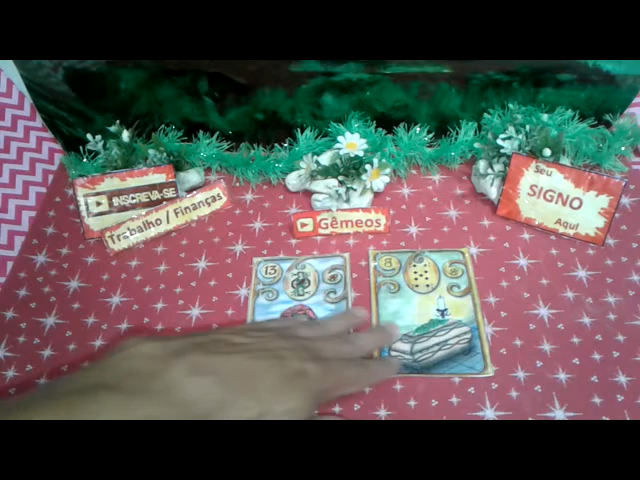 INSCREVA-SE
Trabalho / Finanças
Gêmeos
Seu
SIGNO
Aqui
13
8